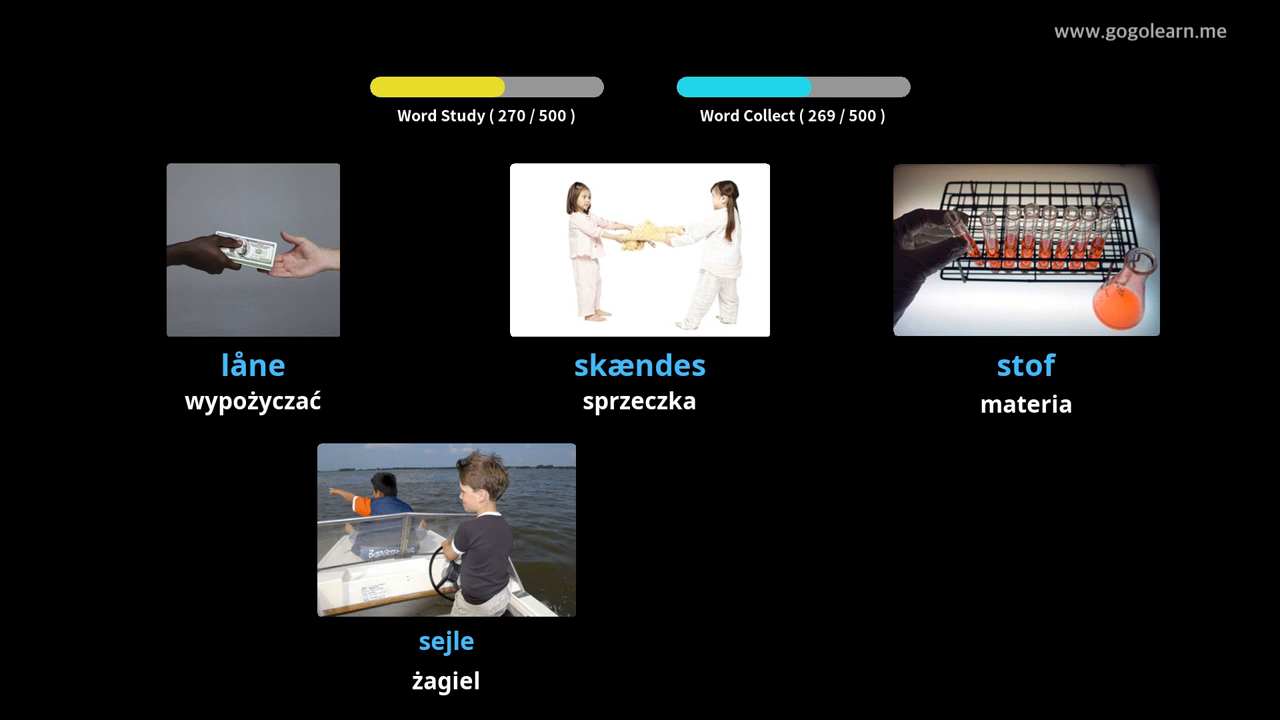 www.gogolearn.me
Word Study ( 270 / 500 )
Word Collect ( 269 / 500 )
låne
wypożyczać
skændes
sprzeczka
stof
materia
sejle
żagiel